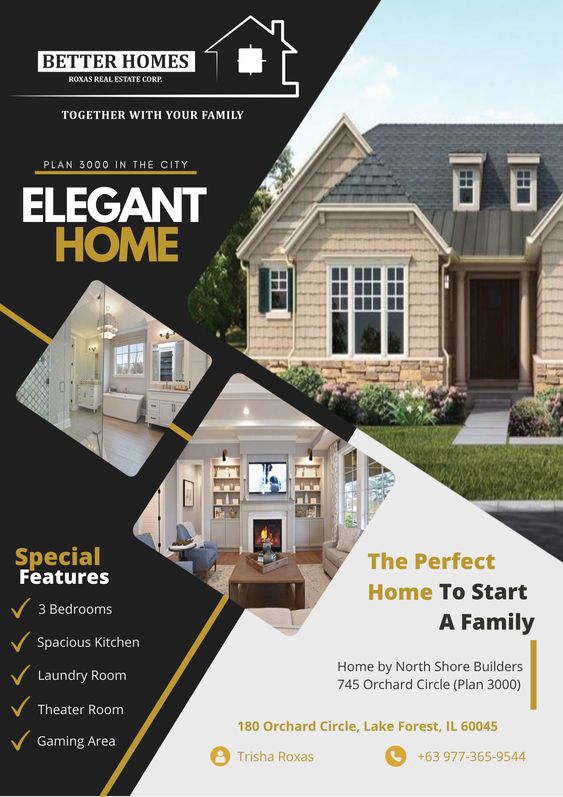 BETTER HOMES
ROXAS REAL ESTATE CORP.
TOGETHER WITH YOUR FAMILY
PLAN 3000 IN THE CITY
ELEGANT
HOME
Special
Features
3 Bedrooms
Spacious Kitchen
Laundry Room
Theater Room
Gaming Area
The Perfect
Home To Start
A Family
Home by North Shore Builders
745 Orchard Circle (Plan 3000)
180 Orchard Circle, Lake Forest, IL 60045
Trisha Roxas
+63 977-365-9544